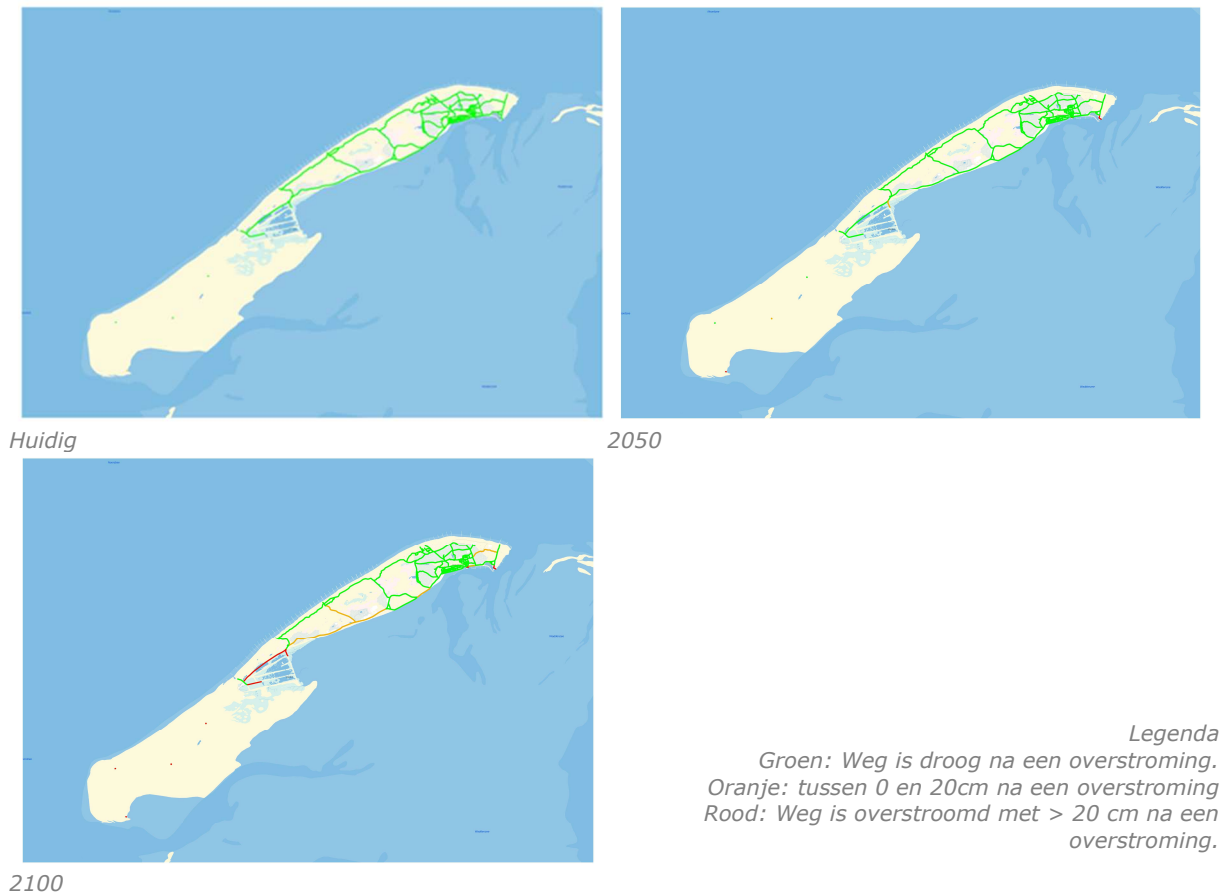 Huidig
2050
Legenda
Groen: Weg is droog na een overstroming.
Oranje: tussen 0 en 20cm na een overstroming
Rood: Weg is overstroomd met > 20 cm na een
overstroming.
2100